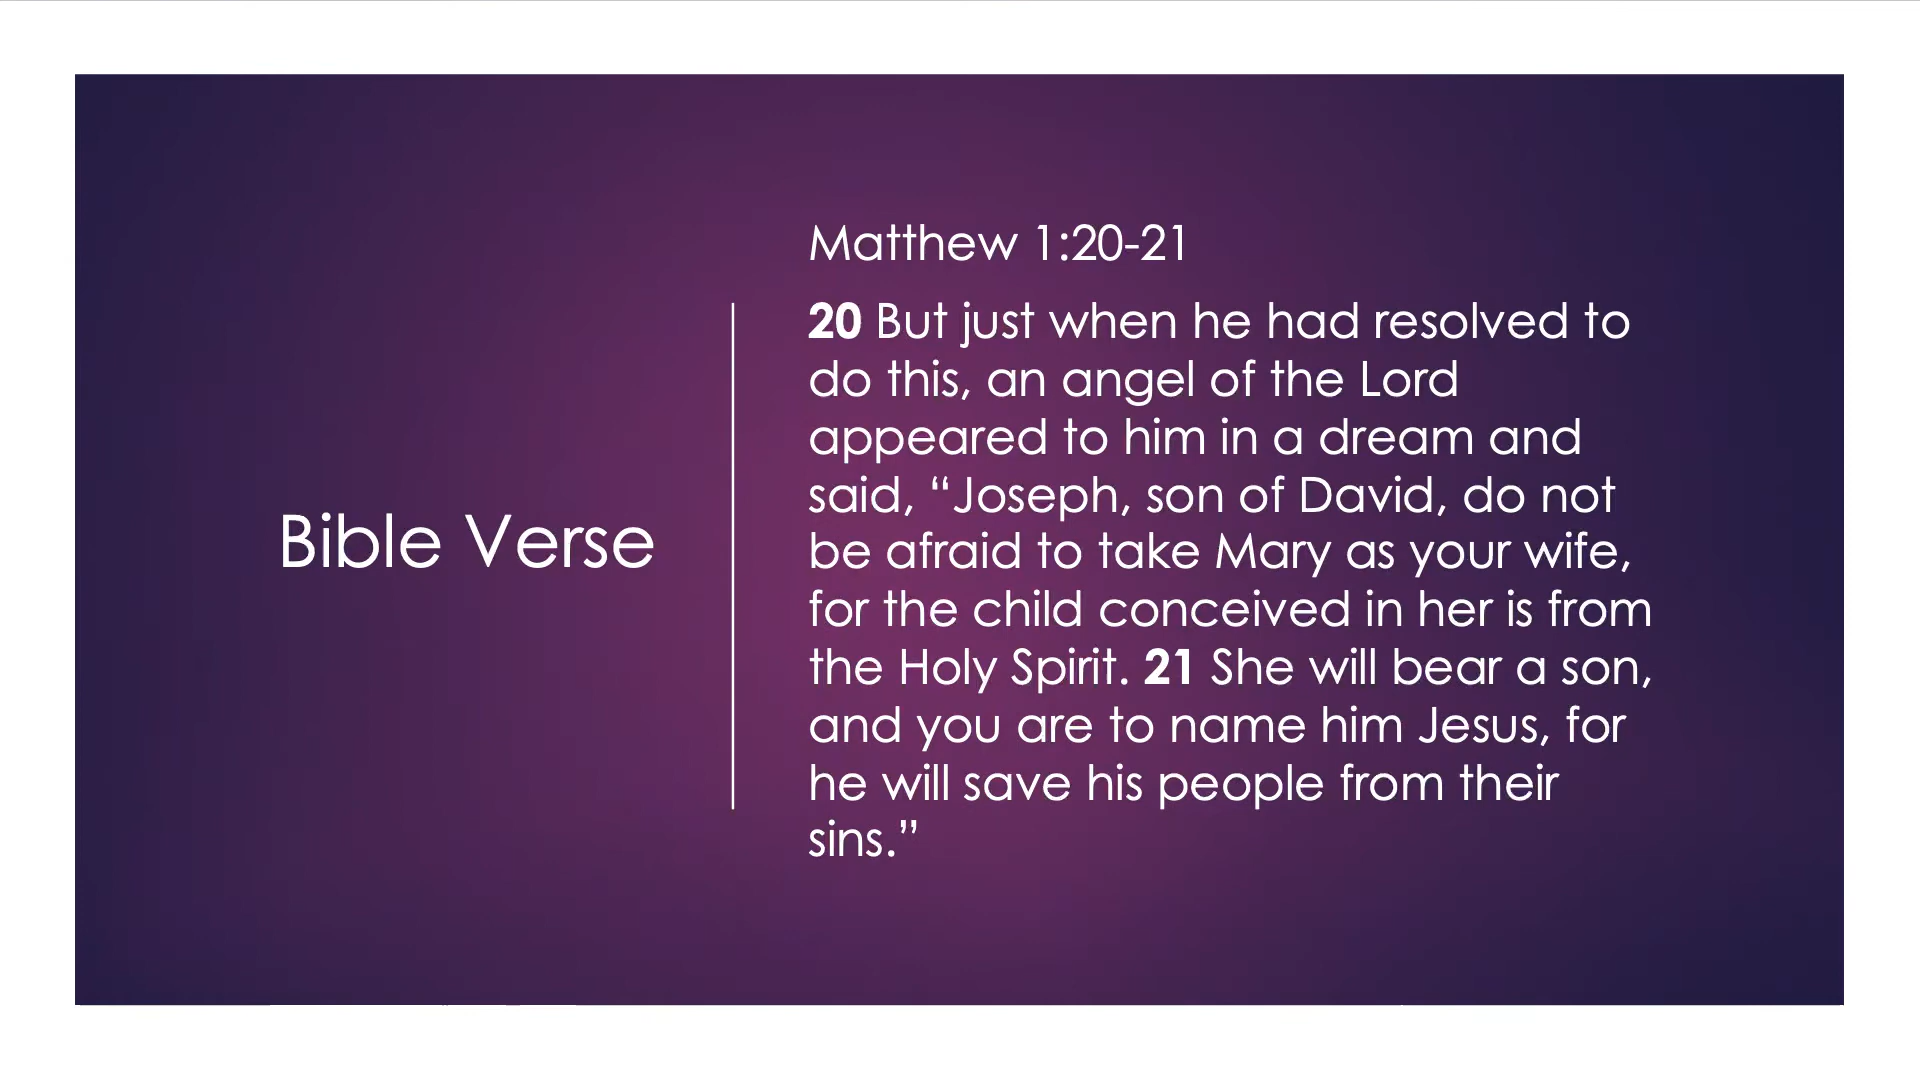 Bible Verse
Matthew 1:20-21
20 But just when he had resolved to
do this, an angel of the Lord
appeared to him in a dream and
said, “Joseph, son of David, do not
be afraid to take Mary as your wife,
for the child conceived in her is from
the Holy Spirit. 21 She will bear a son,
and you are to name him Jesus, for
he will save his people from their
sins.”